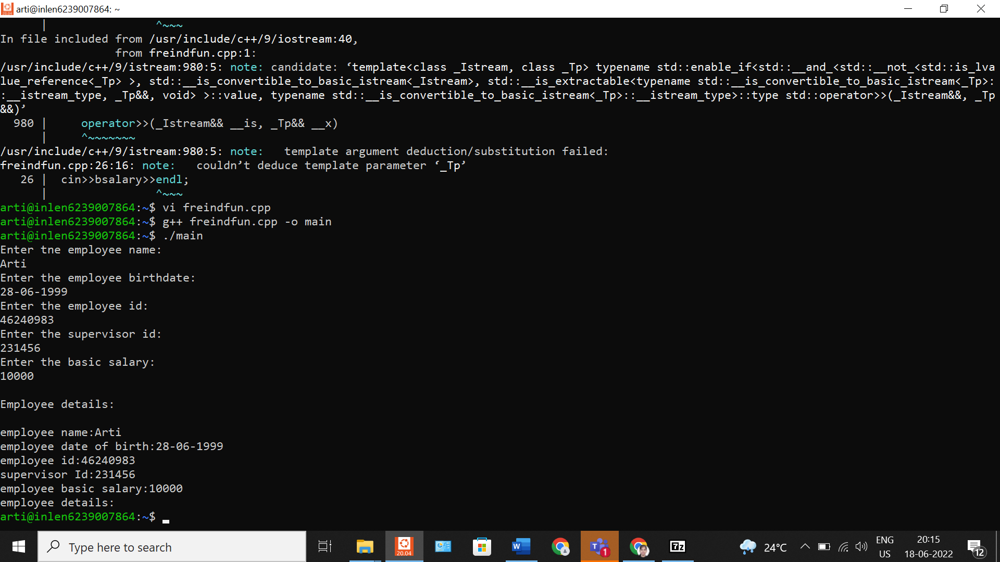 arti@inlen6239007864: ~
| ^~~~
In file included from /usr/include/c++/9/iostream:40,
from freindfun.cpp:1:
/usr/include/c++/9/istream:980:5: note: candidate: ‘template<class _Istream, class _Tp> typename std::enable_if<std::__and_<std::__not_<std::is_lva
lue_reference<_Tp> >, std::__is_convertible_to_basic_istream<_Istream>, std::__is_extractable<typename std::__is_convertible_to_basic_istream<_Tp>:
:__istream_type, _Tp&&, void> >::value, typename std::__is_convertible_to_basic_istream<_Tp>::__istream_type>::type std::operator>>(_Istream&&, _Tp
&&)’
980 | operator>>(_Istream&& __is, _Tp&& __x)
| ^~~~~~~~
/usr/include/c++/9/istream:980:5: note: template argument deduction/substitution failed:
freindfun.cpp:26:16: note: couldn’t deduce template parameter ‘_Tp’
26 | cin>>bsalary>>endl;
| ^~~~
arti@inlen6239007864:~$ vi freindfun.cpp
arti@inlen6239007864:~$ g++ freindfun.cpp -o main
arti@inlen6239007864:~$ ./main
Enter tne employee name:
Arti
Enter the employee birthdate:
28-06-1999
Enter the employee id:
46240983
Enter the supervisor id:
231456
Enter the basic salary:
10000
Employee details:
employee name:Arti
employee date of birth:28-06-1999
employee id:46240983
supervisor Id:231456
employee basic salary:10000
employee details:
arti@inlen6239007864:~$
Type here to search
20.04
W
T
1
7z
24°C
ENG
US
20:15
18-06-2022
12